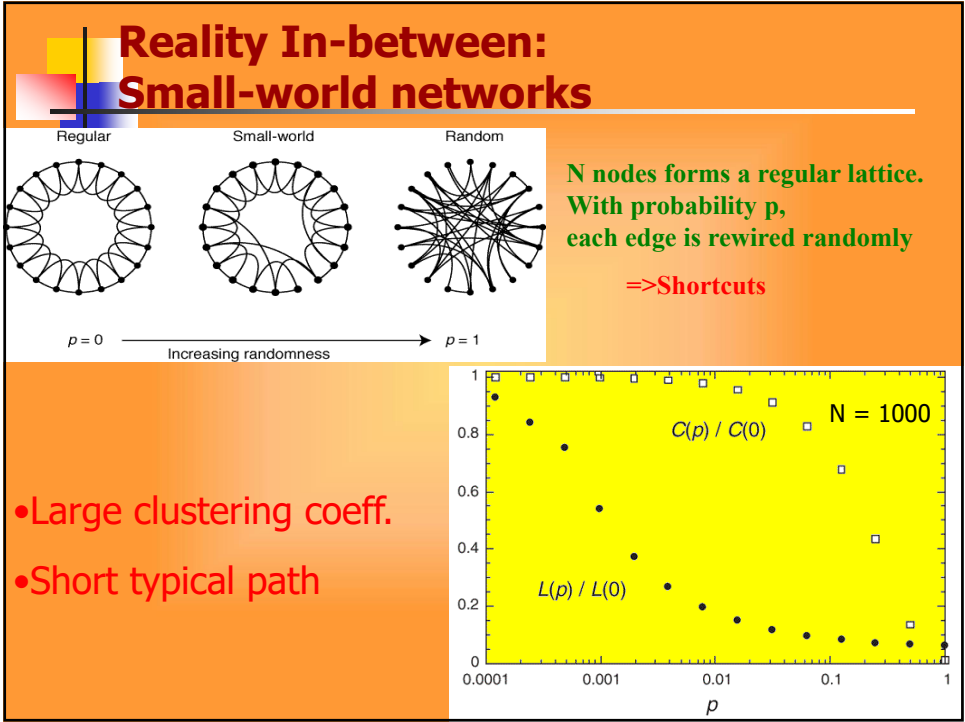 Reality In-between:
Small-world networks
Regular Small-world Random
p = 0 p = 1
Increasing randomness
N nodes forms a regular lattice.
With probability p,
each edge is rewired randomly
=>Shortcuts
•Large clustering coeff.
•Short typical path
1
0.8
0.6
0.4
0.2
0
N = 1000
C(p) / C(0)
L(p) / L(0)
0.0001 0.001 0.01 0.1 1
p